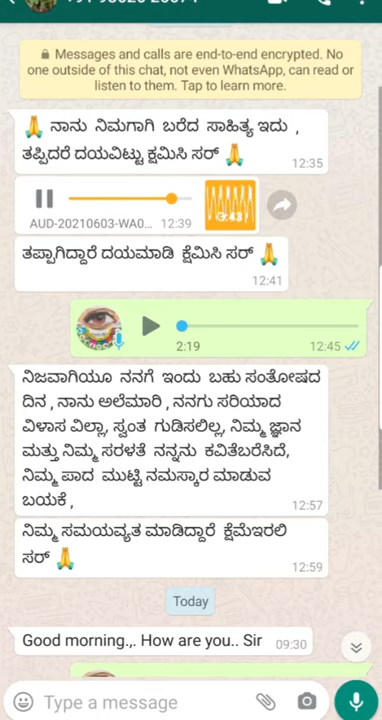 Messages and calls are end-to-end encrypted. No
one outside of this chat, not even WhatsApp, can read or
listen to them. Tap to learn more.
🙏 ನಾನು ನಿಮಗಾಗಿ ಬರೆದ ಸಾಹಿತ್ಯ ಇದು ,
ತಪ್ಪಿದರೆ ದಯವಿಟ್ಟು ಕ್ಷಮಿಸಿ ಸರ್ 🙏
12:35
3:43
AUD-20210603-WA0... 12:39
ತಪ್ಪಾಗಿದ್ದಾರೆ ದಯಮಾಡಿ ಕ್ಷೆಮಿಸಿ ಸರ್ 🙏
12:41
2:19 12:45
ನಿಜವಾಗಿಯೂ ನನಗೆ ಇಂದು ಬಹು ಸಂತೋಷದ
ದಿನ , ನಾನು ಅಲೆಮಾರಿ , ನನಗು ಸರಿಯಾದ
ವಿಳಾಸ ವಿಲ್ಲಾ, ಸ್ವಂತ ಗುಡಿಸಲಿಲ್ಲ, ನಿಮ್ಮ ಜ್ಞಾನ
ಮತ್ತು ನಿಮ್ಮ ಸರಳತೆ ನನ್ನನು ಕವಿತೆಬರೆಸಿದೆ,
ನಿಮ್ಮ ಪಾದ ಮುಟ್ಟಿ ನಮಸ್ಕಾರ ಮಾಡುವ
ಬಯಕೆ ,
12:57
ನಿಮ್ಮ ಸಮಯವ್ಯತ ಮಾಡಿದ್ದಾರೆ ಕ್ಷೆಮೆಇರಲಿ
ಸರ್ 🙏
12:59
Today
Good morning.,. How are you.. Sir 09:30
Type a message